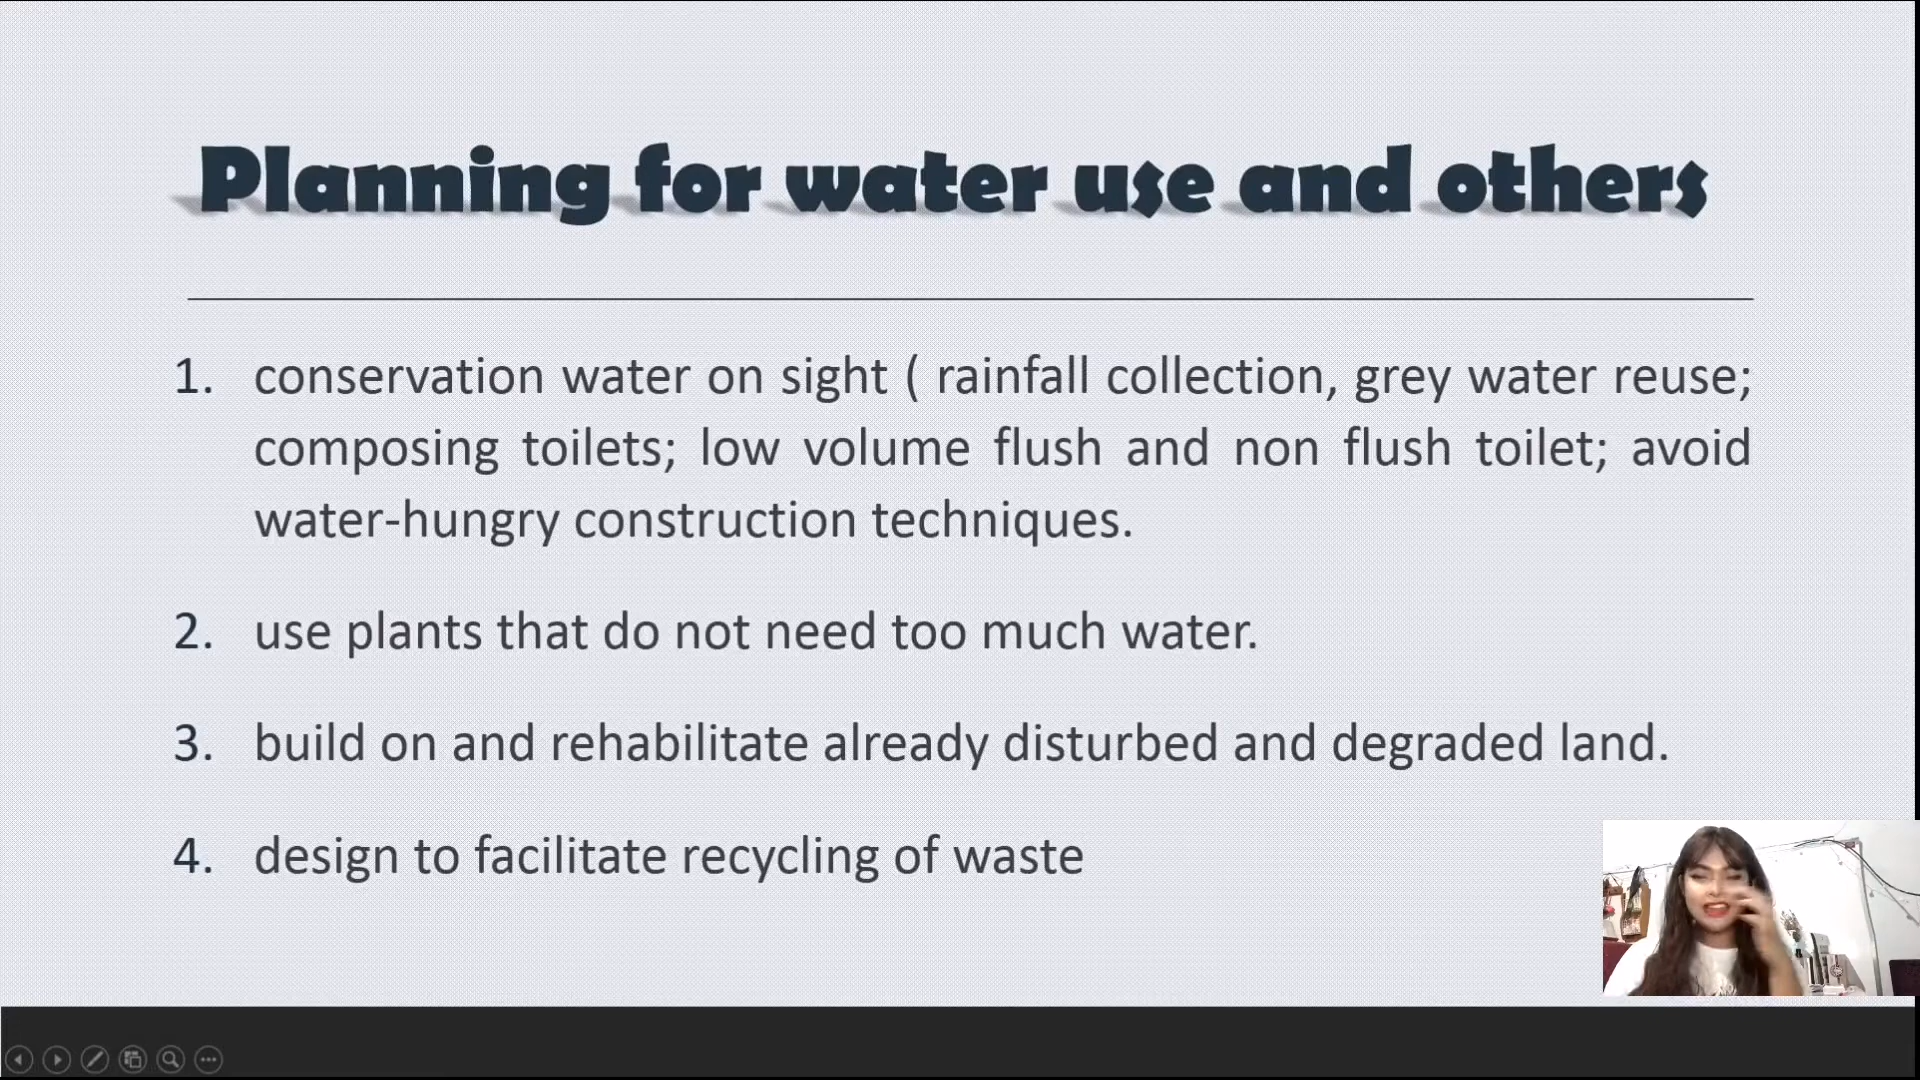 Planning for water use and others
1. conservation water on sight ( rainfall collection, grey water reuse;
composing toilets; low volume flush and non flush toilet; avoid
water-hungry construction techniques.
2. use plants that do not need too much water.
3. build on and rehabilitate already disturbed and degraded land.
4. design to facilitate recycling of waste